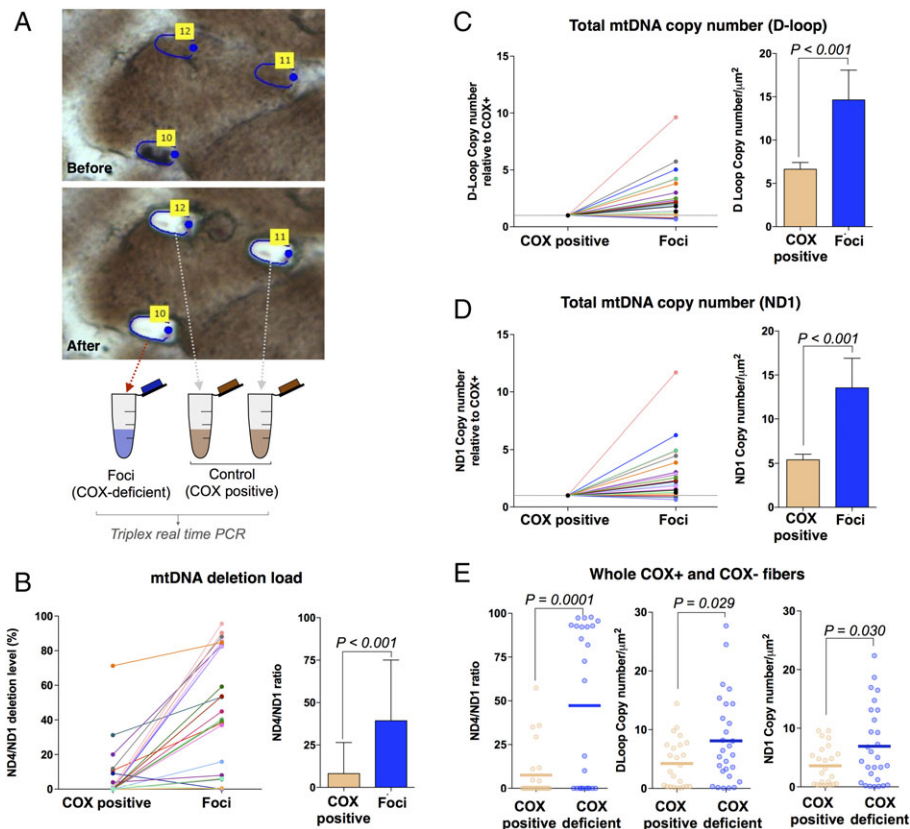 A
12
11
10
Before
12
11
10
After
Foci
(COX-deficient)
Control
(COX positive)
Triplex real time PCR
B
mtDNA deletion load
ND4/ND1 deletion level (%)
100
80
60
40
20
0
COX positive
Foci
ND4/ND1 ratio
100
75
50
25
0
P < 0.001
COX
positive
Foci
C
Total mtDNA copy number (D-loop)
D-Loop Copy number
relative to COX+
15
10
5
0
COX positive
Foci
D Loop Copy number/µm2
20
15
10
5
0
P < 0.001
COX
positive
Foci
D
Total mtDNA copy number (ND1)
ND1 Copy number
relative to COX+
15
10
5
0
COX positive
Foci
ND1 Copy number/µm2
20
15
10
5
0
P < 0.001
COX
positive
Foci
E
Whole COX+ and COX- fibers
ND4/ND1 ratio
100
75
50
25
0
P = 0.0001
COX
positive
COX
deficient
DLoop Copy number/µm2
30
20
10
0
P = 0.029
COX
positive
COX
deficient
ND1 Copy number/µm2
30
20
10
0
P = 0.030
COX
positive
COX
deficient